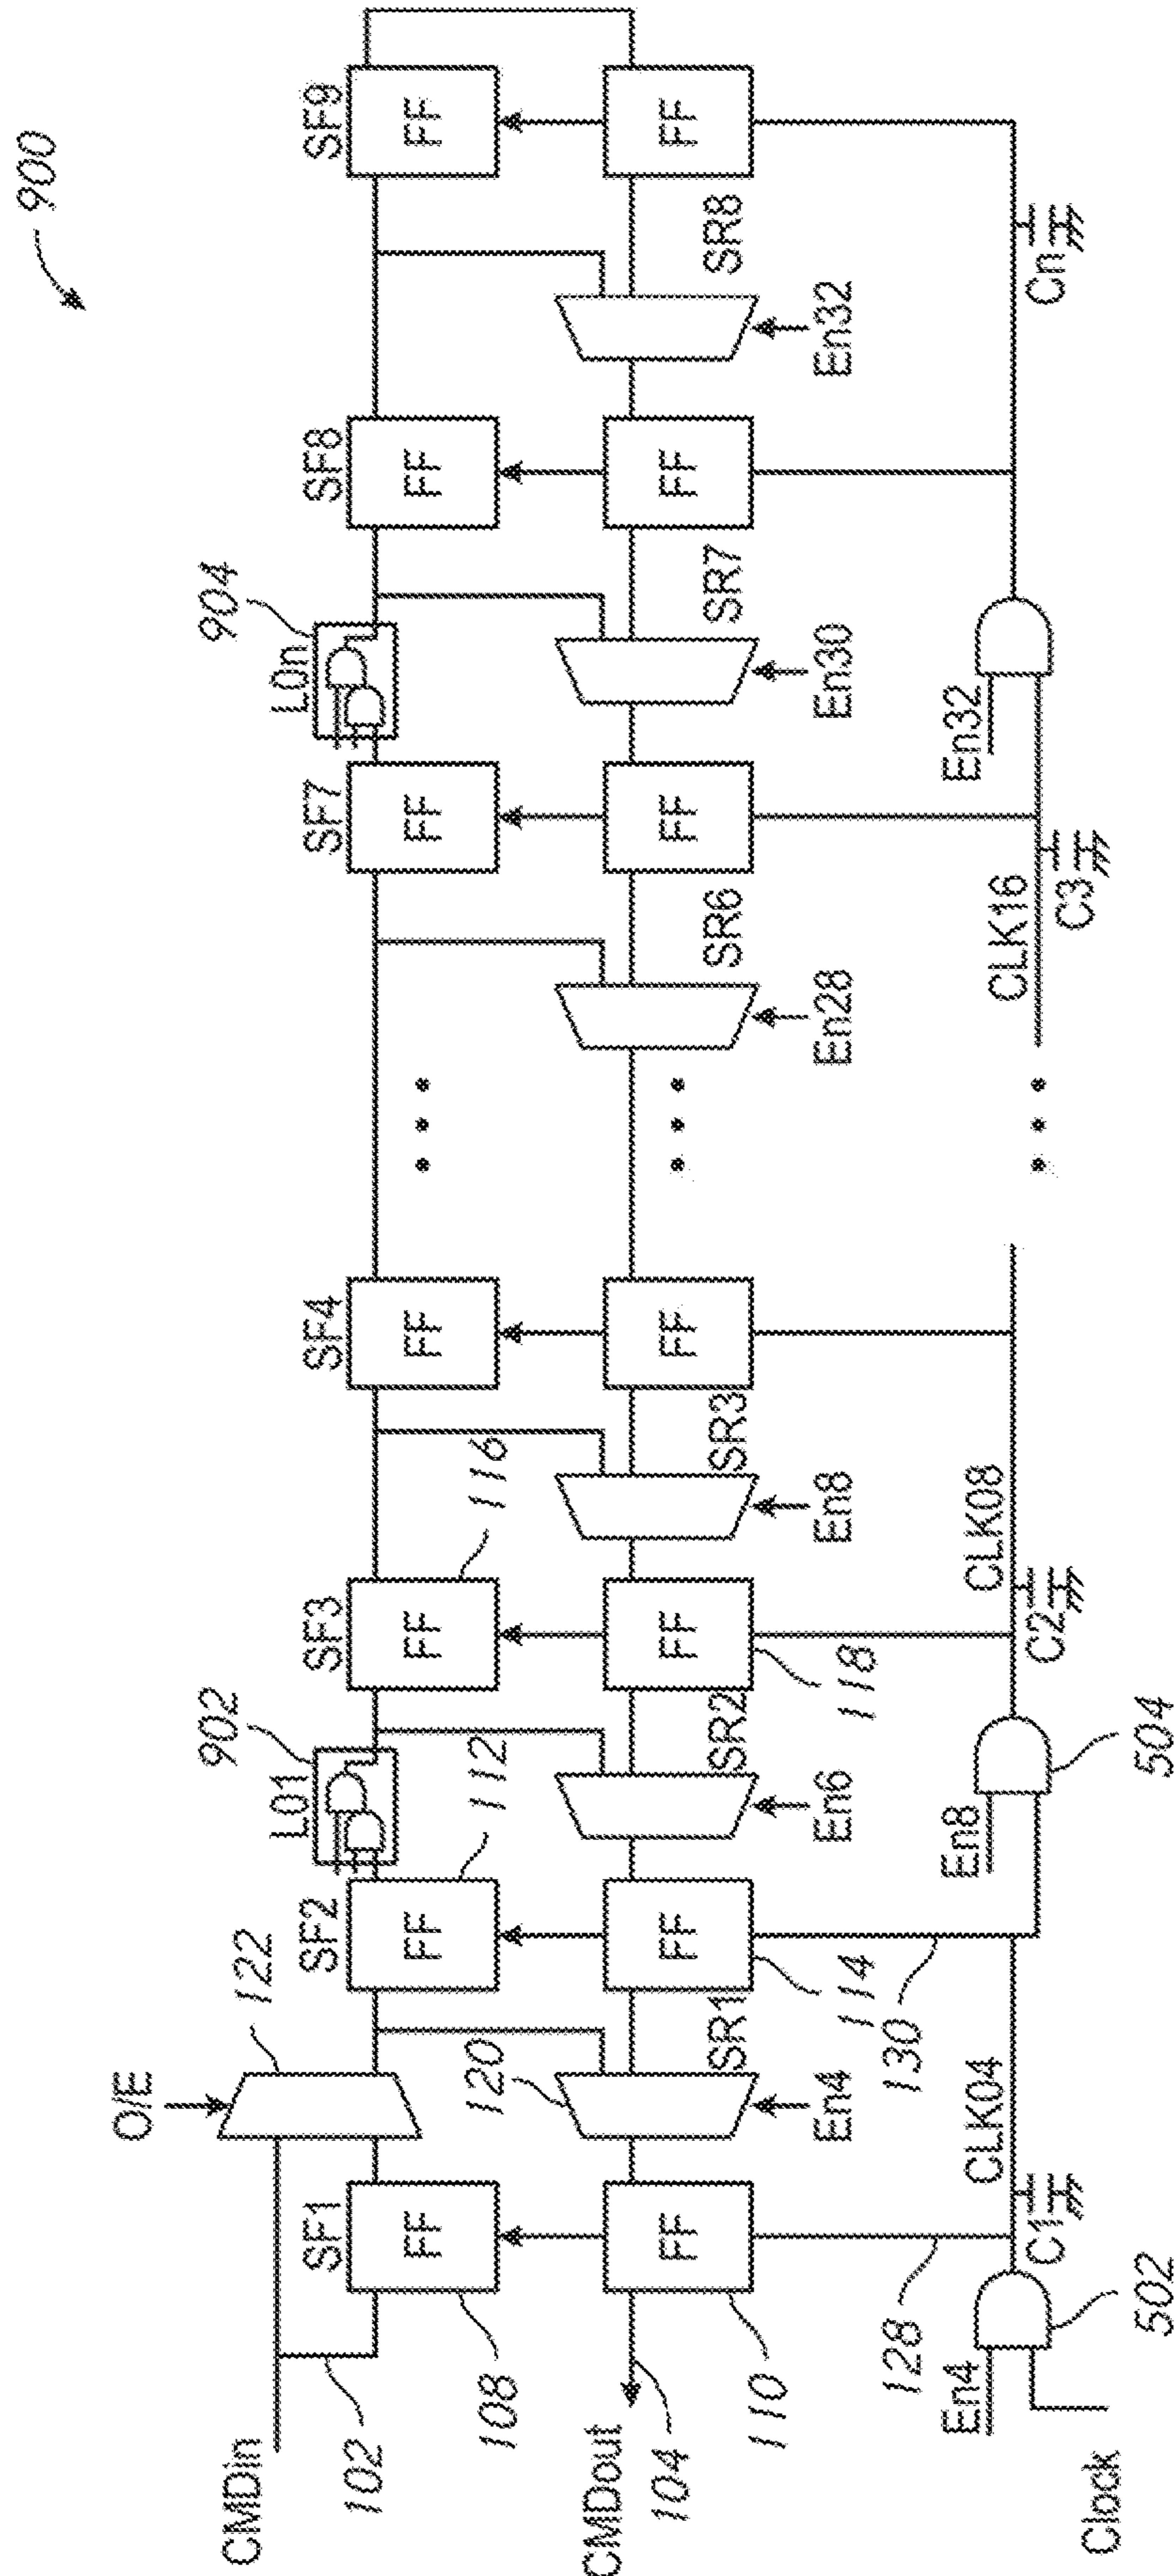 900
SF1
SF2
SF3
SF4
SF7
SF8
SF9
O/E
122
L01
902
L0n
904
CMDin
102
108
FF
FF
112
FF
116
FF
FF
FF
FF
120
CMDout
104
110
FF
FF
114
FF
118
FF
FF
FF
FF
SR1
SR2
SR3
SR6
SR7
SR8
En4
En6
En8
En28
En30
En32
128
130
CLK04
CLK08
CLK16
En4
En8
En32
C1
C2
C3
Cn
Clock
502
504